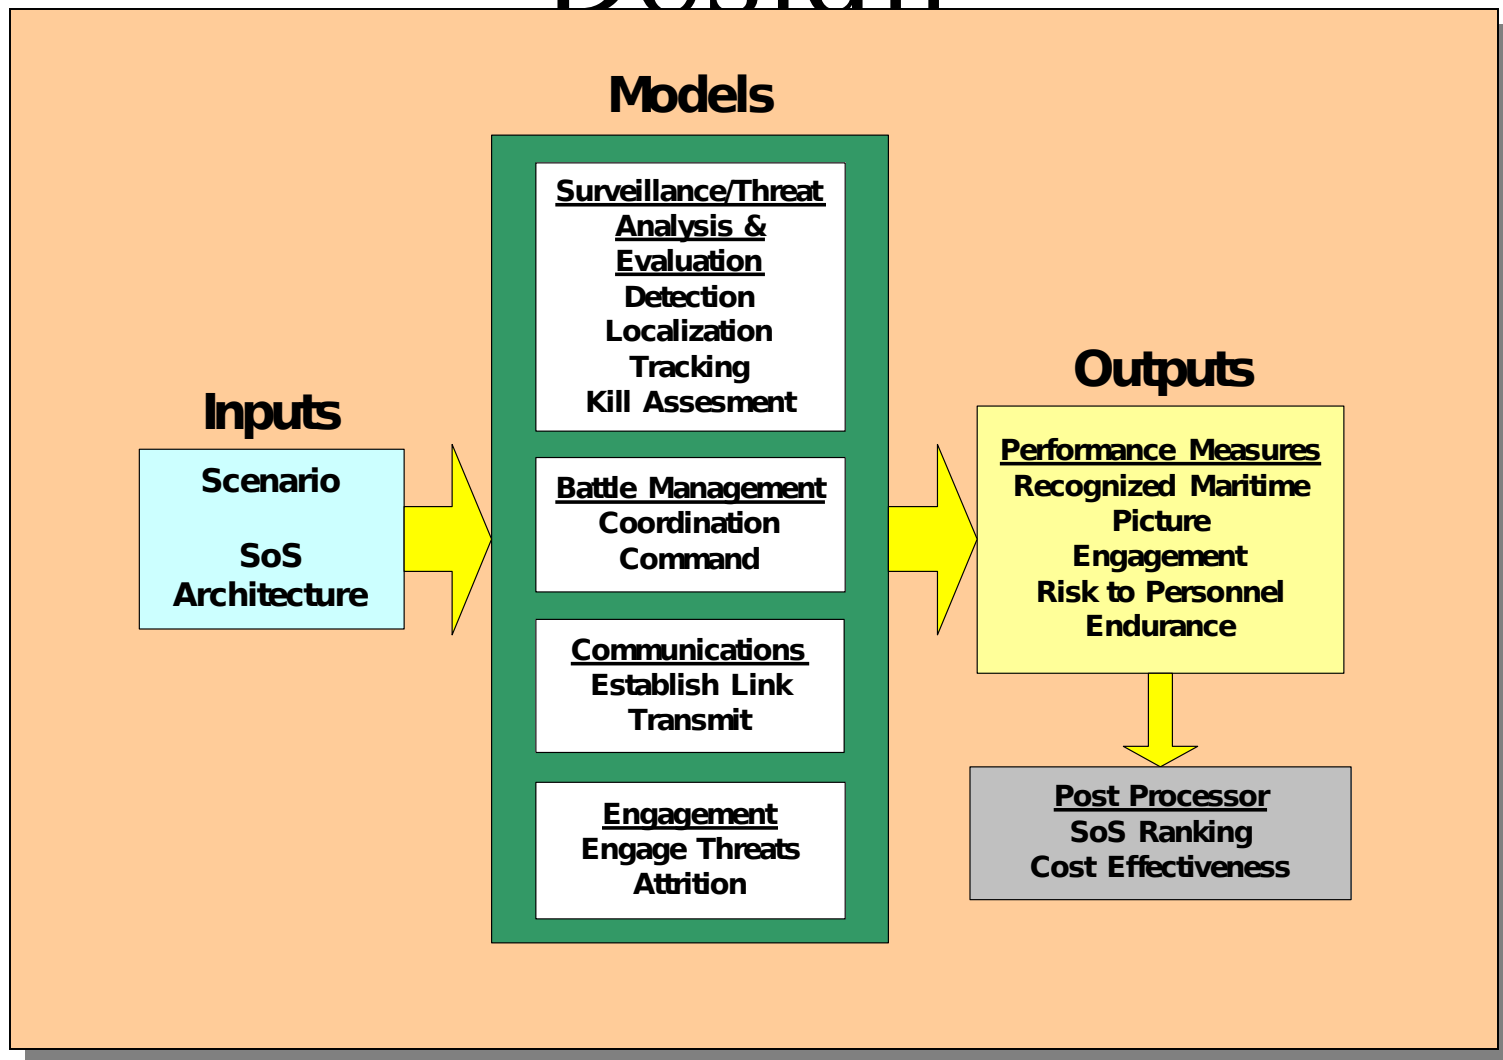 Models
Surveillance/Threat
Analysis &
Evaluation
Detection
Localization
Tracking
Kill Assesment
Battle Management
Coordination
Command
Communications
Establish Link
Transmit
Engagement
Engage Threats
Attrition
Inputs
Scenario
SoS
Architecture
Outputs
Performance Measures
Recognized Maritime
Picture
Engagement
Risk to Personnel
Endurance
Post Processor
SoS Ranking
Cost Effectiveness